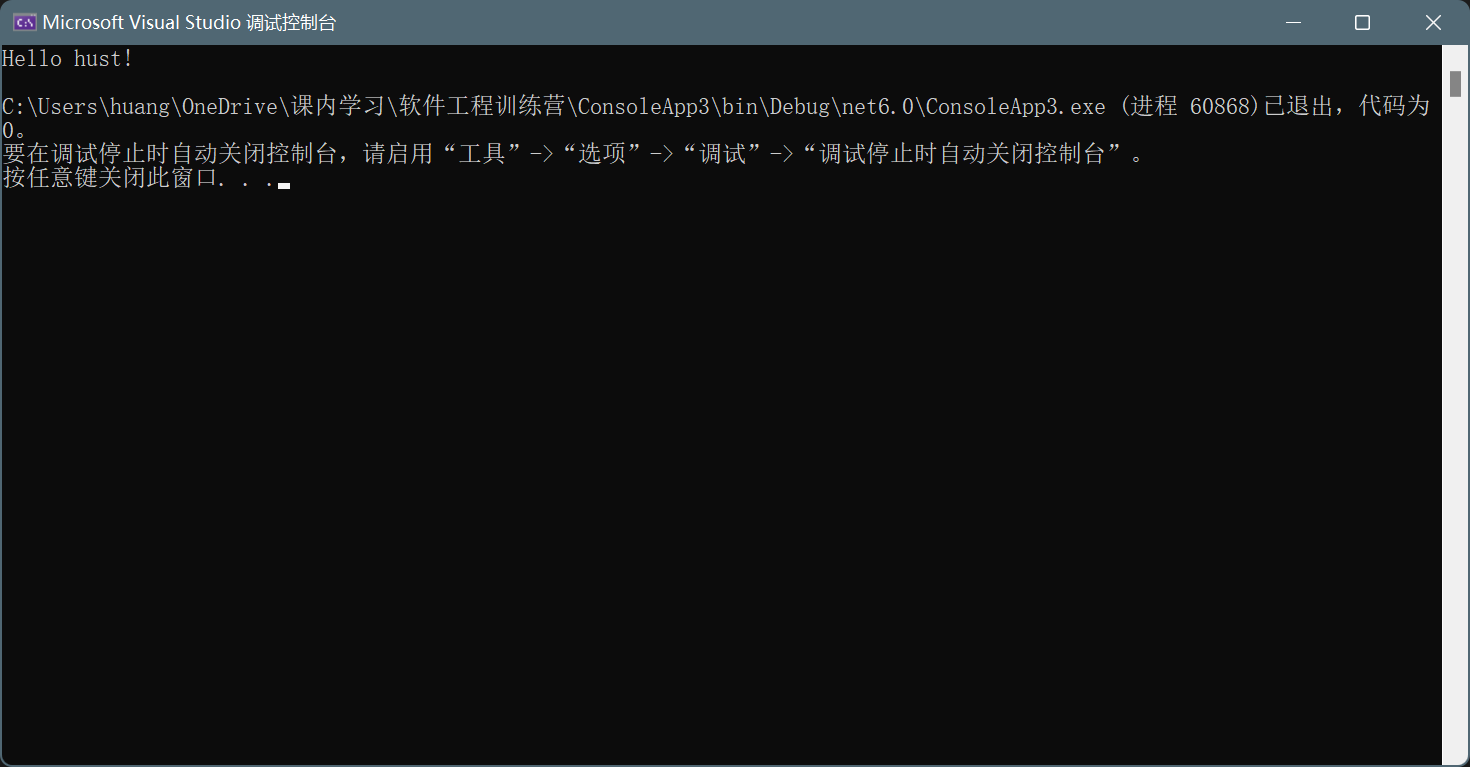 Microsoft Visual Studio 调试控制台
Hello hust!
C:\Users\huang\OneDrive\课内学习\软件工程训练营\ConsoleApp3\bin\Debug\net6.0\ConsoleApp3.exe (进程 60868)已退出，代码为
0。
要在调试停止时自动关闭控制台，请启用“工具”->“选项”->“调试”->“调试停止时自动关闭控制台”。
按任意键关闭此窗口. . .